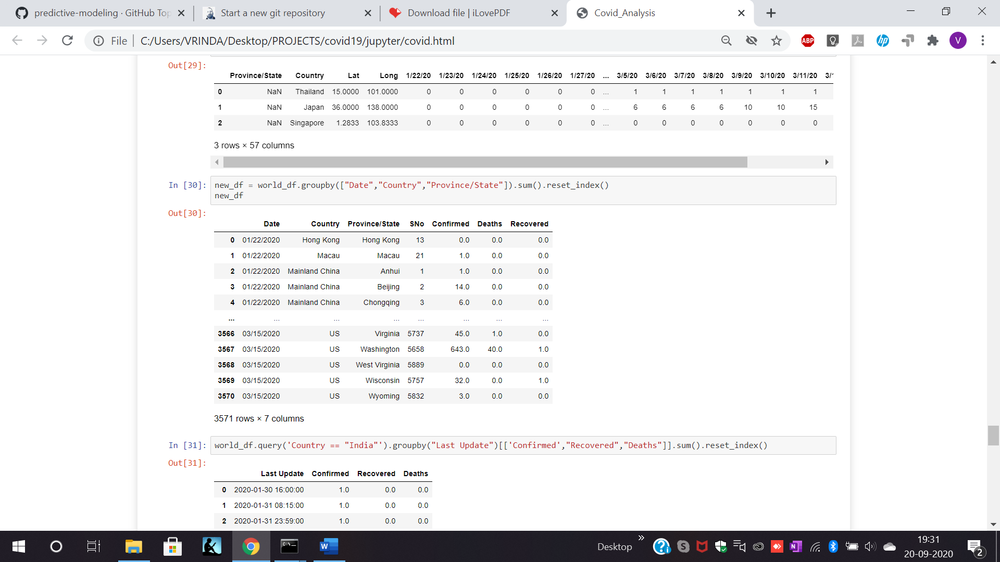 predictive-modeling · GitHub Top
Start a new git repository
Download file | iLovePDF
Covid_Analysis
File C:/Users/VRINDA/Desktop/PROJECTS/covid19/jupyter/covid.html
ABP
hp
V
Out[29]:
Province/State Country Lat Long 1/22/20 1/23/20 1/24/20 1/25/20 1/26/20 1/27/20 ... 3/5/20 3/6/20 3/7/20 3/8/20 3/9/20 3/10/20 3/11/20 3/1
0 NaN Thailand 15.0000 101.0000 0 0 0 0 0 0 ... 1 1 1 1 1 1 1
1 NaN Japan 36.0000 138.0000 0 0 0 0 0 0 ... 6 6 6 6 10 10 15
2 NaN Singapore 1.2833 103.8333 0 0 0 0 0 0 ... 0 0 0 0 0 0 0
3 rows × 57 columns
In [30]: new_df = world_df.groupby(["Date","Country","Province/State"]).sum().reset_index()
new_df
Out[30]:
Date Country Province/State SNo Confirmed Deaths Recovered
0 01/22/2020 Hong Kong Hong Kong 13 0.0 0.0 0.0
1 01/22/2020 Macau Macau 21 1.0 0.0 0.0
2 01/22/2020 Mainland China Anhui 1 1.0 0.0 0.0
3 01/22/2020 Mainland China Beijing 2 14.0 0.0 0.0
4 01/22/2020 Mainland China Chongqing 3 6.0 0.0 0.0
... ... ... ... ... ... ... ...
3566 03/15/2020 US Virginia 5737 45.0 1.0 0.0
3567 03/15/2020 US Washington 5658 643.0 40.0 1.0
3568 03/15/2020 US West Virginia 5889 0.0 0.0 0.0
3569 03/15/2020 US Wisconsin 5757 32.0 0.0 1.0
3570 03/15/2020 US Wyoming 5832 3.0 0.0 0.0
3571 rows × 7 columns
In [31]: world_df.query('Country == "India"').groupby("Last Update")[['Confirmed',"Recovered","Deaths"]].sum().reset_index()
Out[31]:
Last Update Confirmed Recovered Deaths
0 2020-01-30 16:00:00 1.0 0.0 0.0
1 2020-01-31 08:15:00 1.0 0.0 0.0
2 2020-01-31 23:59:00 1.0 0.0 0.0
Desktop
19:31
20-09-2020
2